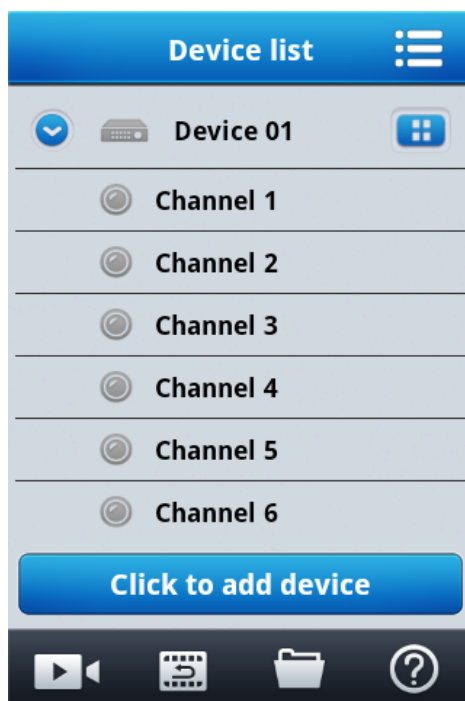 Device list
Device 01
Channel 1
Channel 2
Channel 3
Channel 4
Channel 5
Channel 6
Click to add device